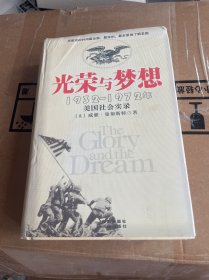 光荣与梦想
1932-1972年
美国社会实录
〔美〕威廉·曼彻斯特 著
The
Glory
and the
Dream